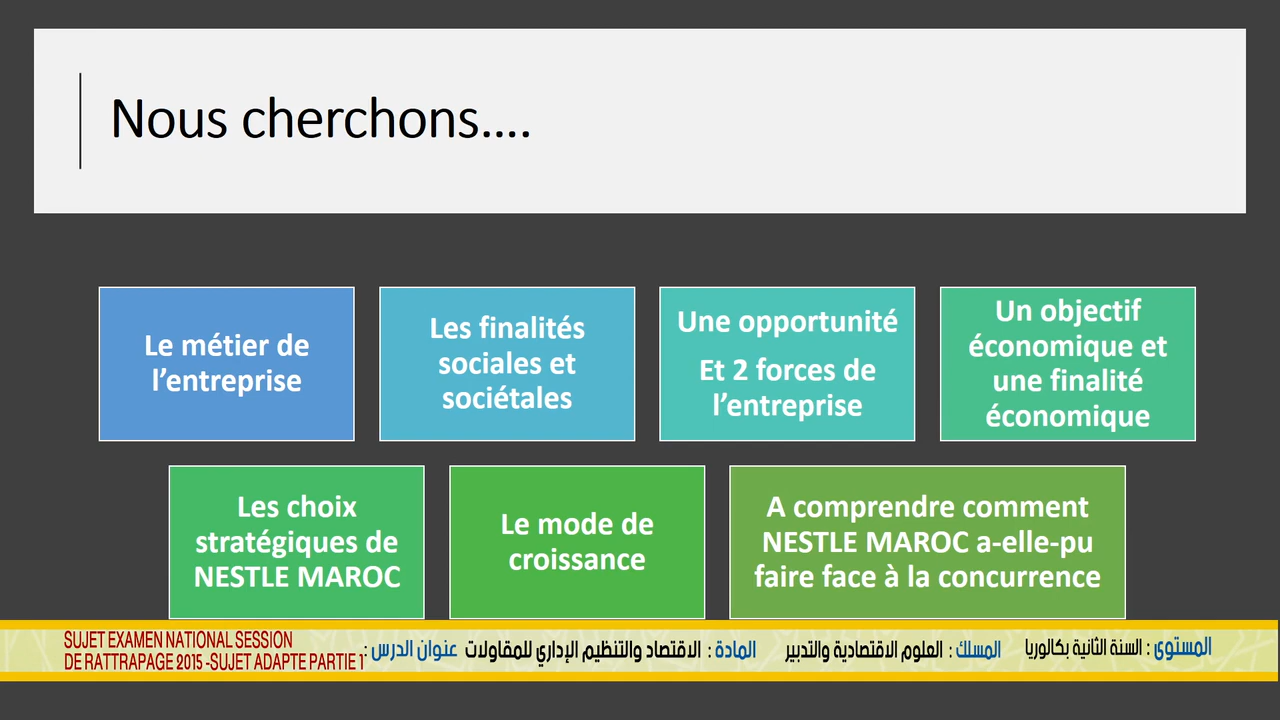 Nous cherchons….
Le métier de
l’entreprise
Les finalités
sociales et
sociétales
Une opportunité
Et 2 forces de
l’entreprise
Un objectif
économique et
une finalité
économique
Les choix
stratégiques de
NESTLE MAROC
Le mode de
croissance
A comprendre comment
NESTLE MAROC a-elle-pu
faire face à la concurrence
المستوى : السنة الثانية بكالوريا
المسلك : العلوم الاقتصادية والتدبير
المادة : الاقتصاد والتنظيم الإداري للمقاولات
عنوان الدرس :
SUJET EXAMEN NATIONAL SESSION
DE RATTRAPAGE 2015 -SUJET ADAPTE PARTIE 1